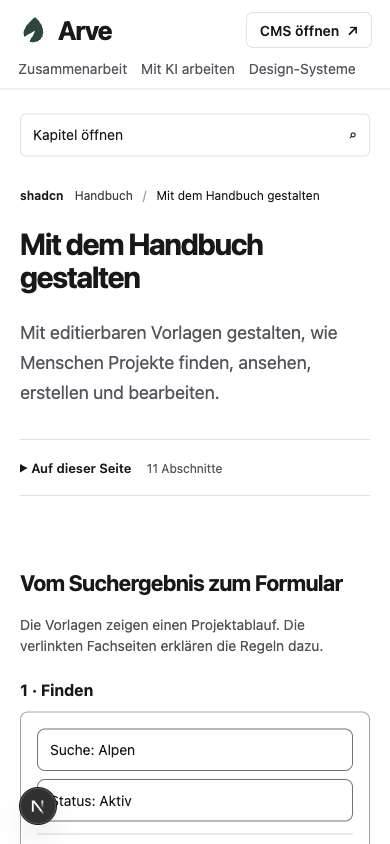 Arve
CMS öffnen ↗
Zusammenarbeit Mit KI arbeiten Design-Systeme
Kapitel öffnen
shadcn Handbuch / Mit dem Handbuch gestalten
Mit dem Handbuch
gestalten
Mit editierbaren Vorlagen gestalten, wie
Menschen Projekte finden, ansehen,
erstellen und bearbeiten.
Auf dieser Seite 11 Abschnitte
Vom Suchergebnis zum Formular
Die Vorlagen zeigen einen Projektablauf. Die
verlinkten Fachseiten erklären die Regeln dazu.
1 · Finden
Suche: Alpen
Status: Aktiv
N